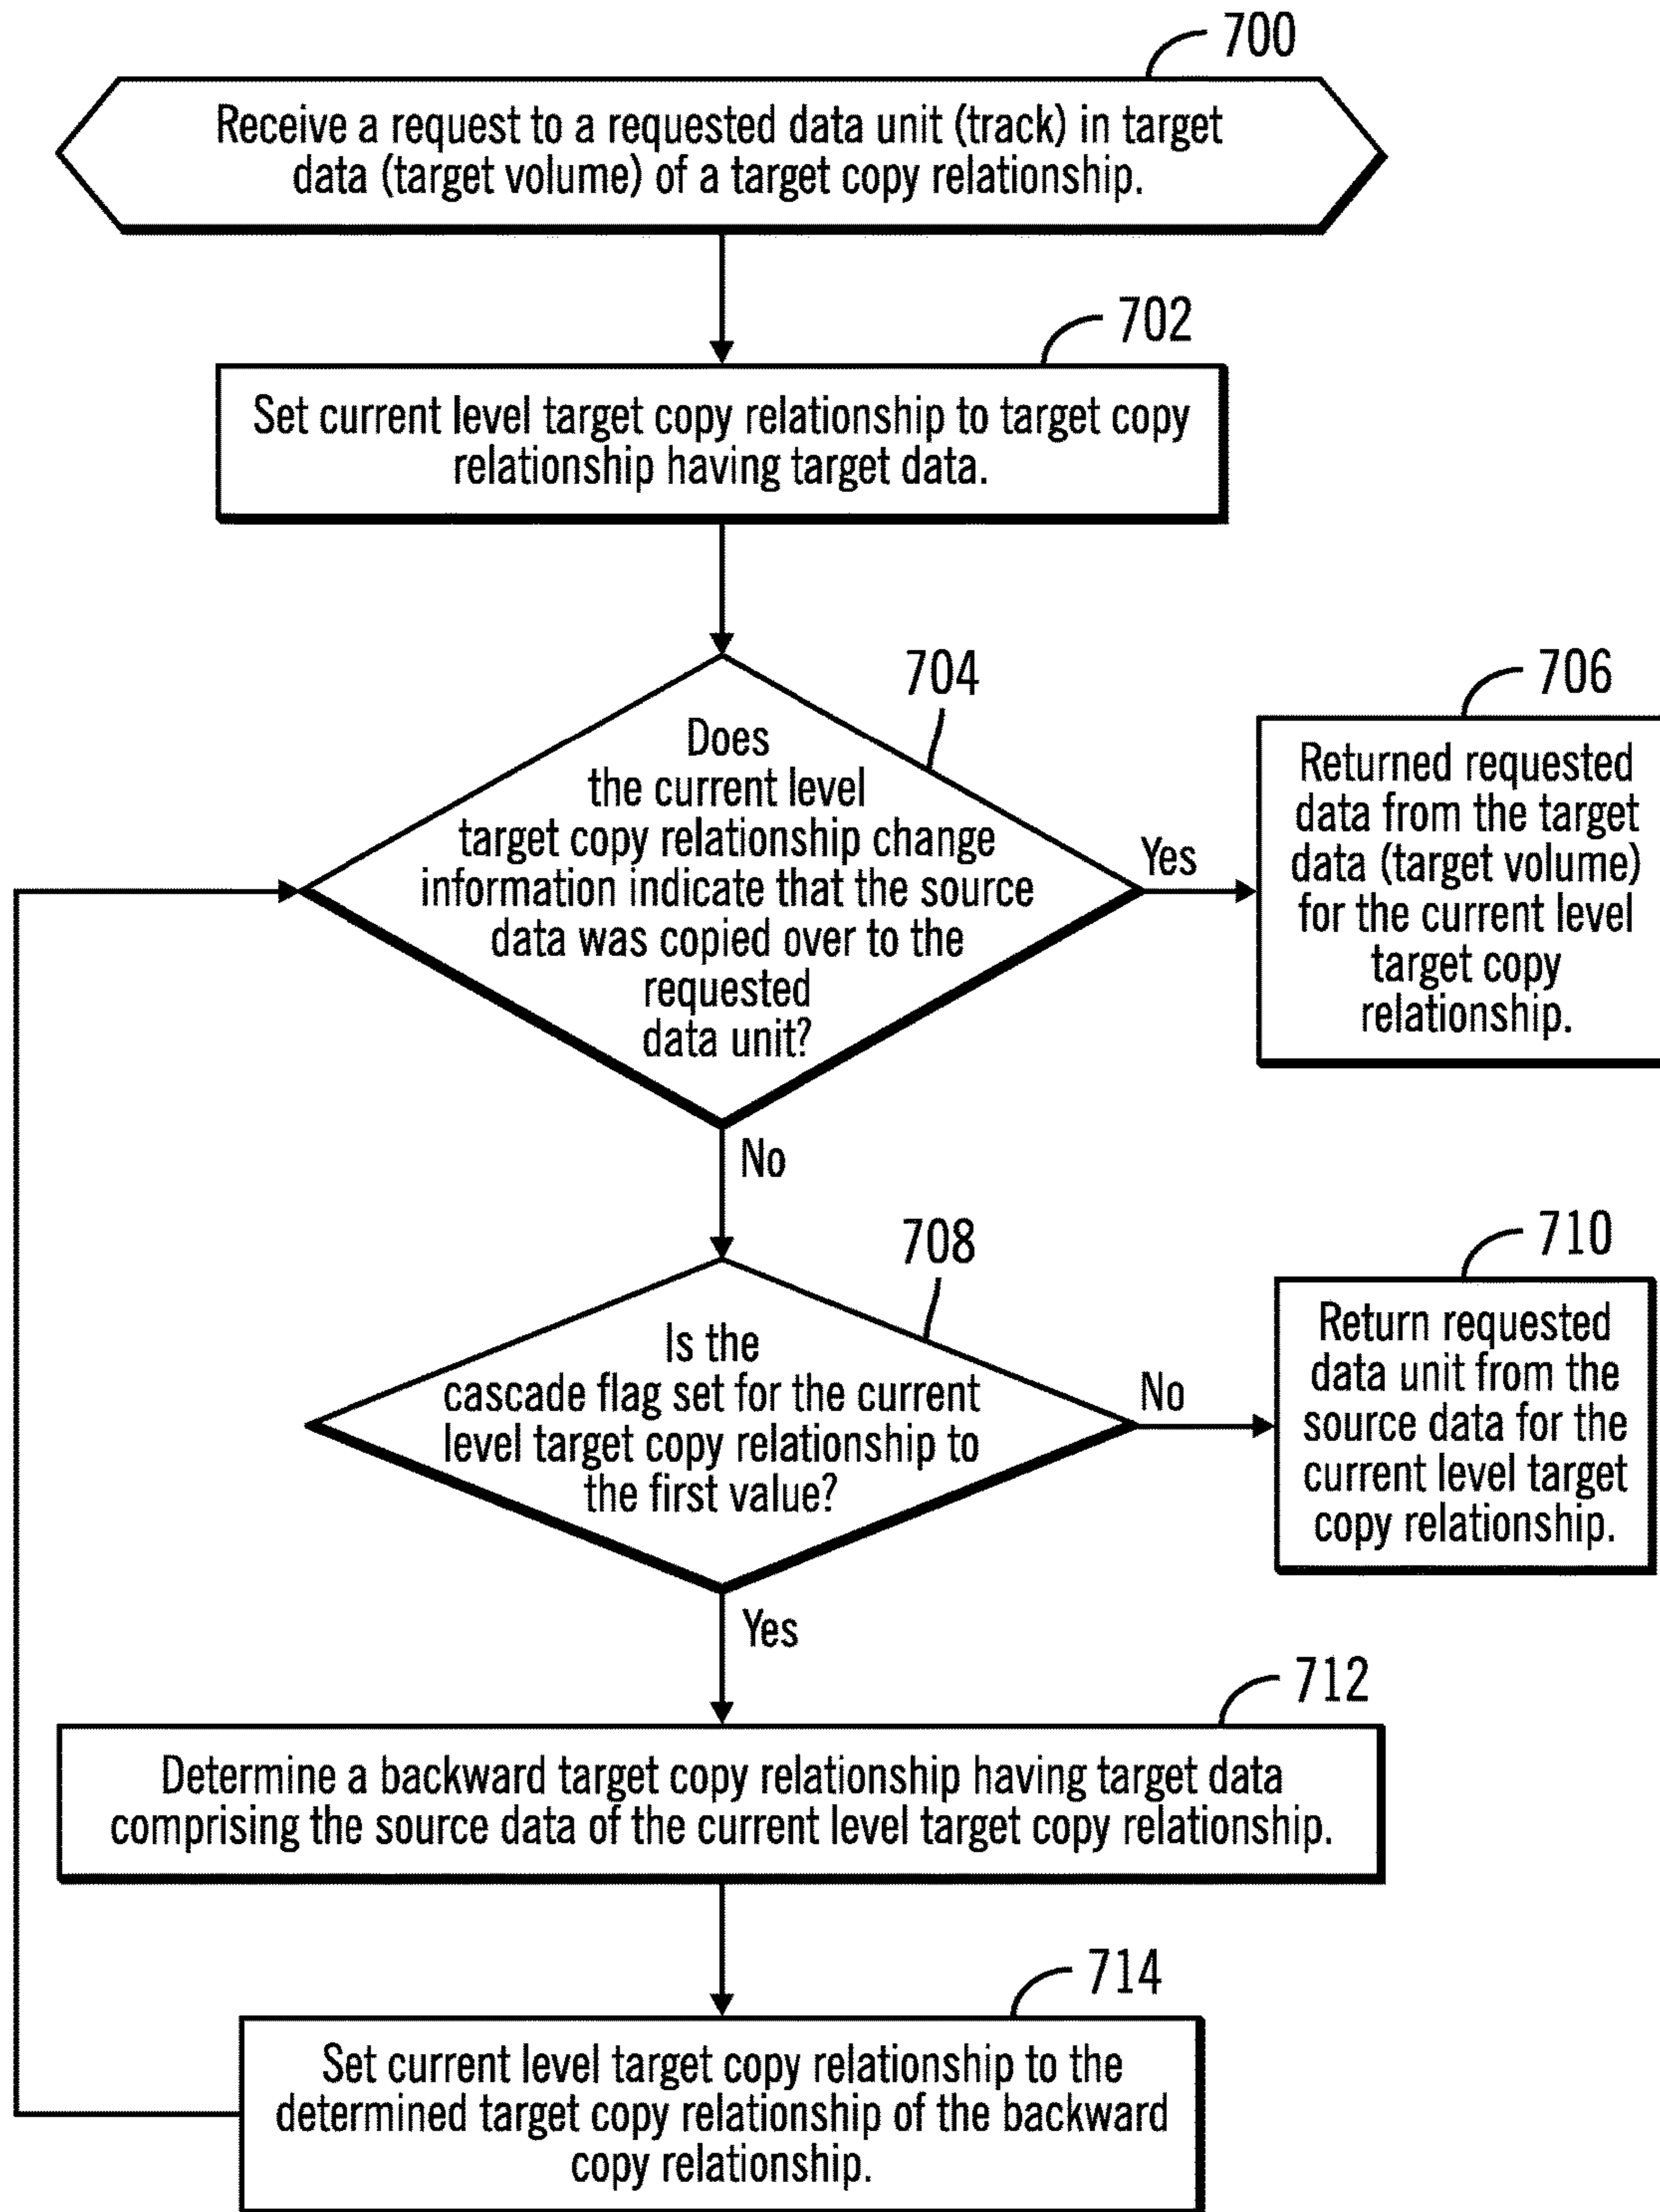 700
Receive a request to a requested data unit (track) in target
data (target volume) of a target copy relationship.
702
Set current level target copy relationship to target copy
relationship having target data.
704
Does
the current level
target copy relationship change
information indicate that the source
data was copied over to the
requested
data unit?
Yes
706
Returned requested
data from the target
data (target volume)
for the current level
target copy
relationship.
No
708
Is the
cascade flag set for the current
level target copy relationship to
the first value?
No
710
Return requested
data unit from the
source data for the
current level target
copy relationship.
Yes
712
Determine a backward target copy relationship having target data
comprising the source data of the current level target copy relationship.
714
Set current level target copy relationship to the
determined target copy relationship of the backward
copy relationship.